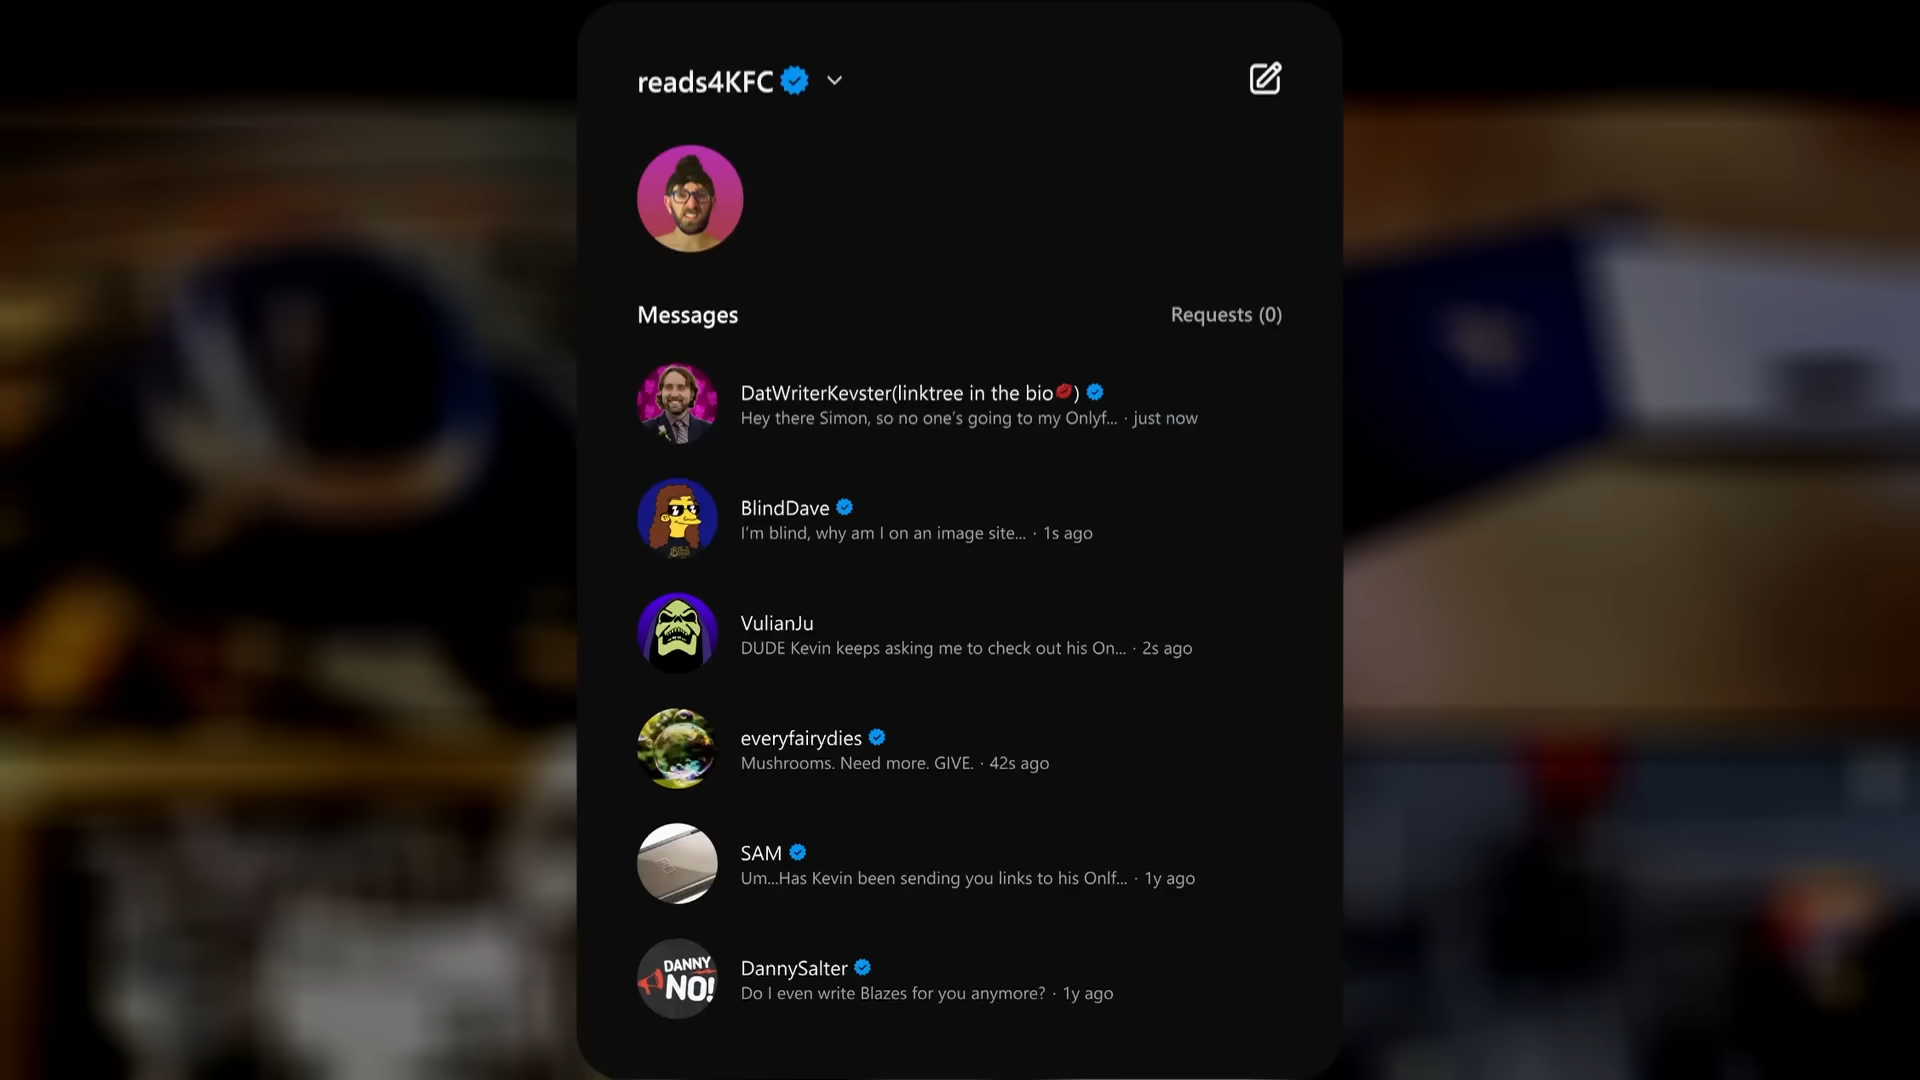 reads4KFC
Messages
Requests (0)
DatWriterKevster(linktree in the bio💋)
Hey there Simon, so no one’s going to my Onlyf... · just now
BlindDave
I’m blind, why am I on an image site... · 1s ago
VulianJu
DUDE Kevin keeps asking me to check out his On... · 2s ago
everyfairydies
Mushrooms. Need more. GIVE. · 42s ago
SAM
Um...Has Kevin been sending you links to his Onlf... · 1y ago
DANNY
NO!
DannySalter
Do I even write Blazes for you anymore? · 1y ago